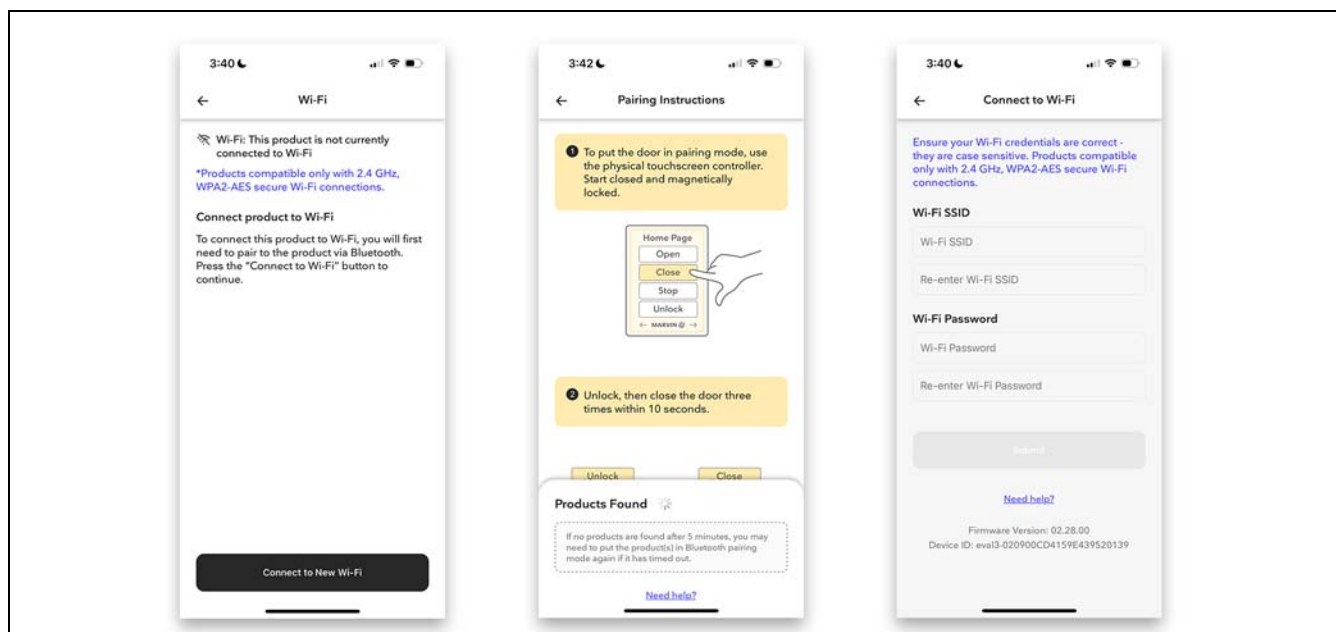 3:40
Wi-Fi
Wi-Fi: This product is not currently
connected to Wi-Fi
*Products compatible only with 2.4 GHz,
WPA2-AES secure Wi-Fi connections.
Connect product to Wi-Fi
To connect this product to Wi-Fi, you will first
need to pair to the product via Bluetooth.
Press the "Connect to Wi-Fi" button to
continue.
Connect to New Wi-Fi
3:42
Pairing Instructions
1 To put the door in pairing mode, use
the physical touchscreen controller.
Start closed and magnetically
locked.
Home Page
Open
Close
Stop
Unlock
← MARVIN @ →
2 Unlock, then close the door three
times within 10 seconds.
Unlock Close
Products Found
If no products are found after 5 minutes, you may
need to put the product(s) in Bluetooth pairing
mode again if it has timed out.
Need help?
3:40
Connect to Wi-Fi
Ensure your Wi-Fi credentials are correct -
they are case sensitive. Products compatible
only with 2.4 GHz, WPA2-AES secure Wi-Fi
connections.
Wi-Fi SSID
Wi-Fi SSID
Re-enter Wi-Fi SSID
Wi-Fi Password
Wi-Fi Password
Re-enter Wi-Fi Password
Submit
Need help?
Firmware Version: 02.28.00
Device ID: eval3-020900CD4159E439520139